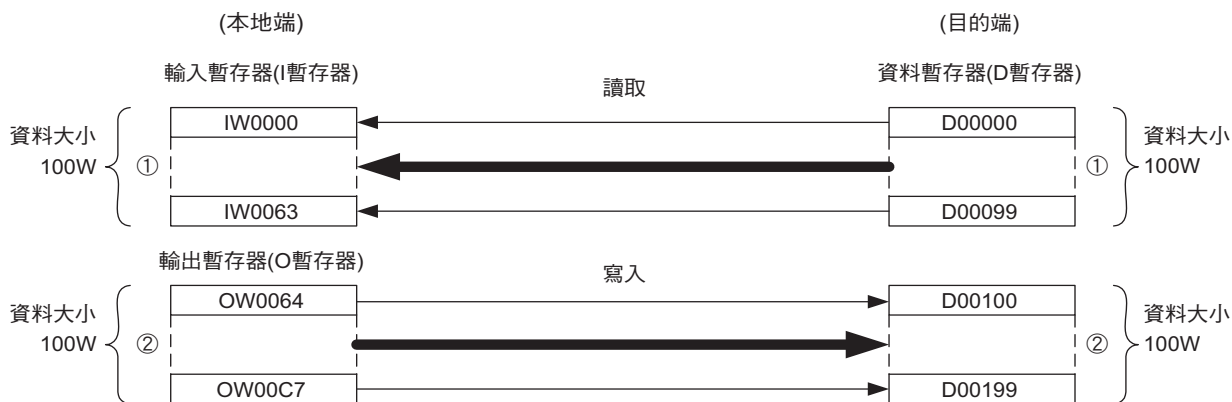 (本地端) (目的端)
輸入暫存器(I暫存器) 資料暫存器(D暫存器)
讀取
資料大小
100W
①
IW0000
IW0063
D00000
D00099
①
資料大小
100W
輸出暫存器(O暫存器)
寫入
資料大小
100W
②
OW0064
OW00C7
D00100
D00199
②
資料大小
100W